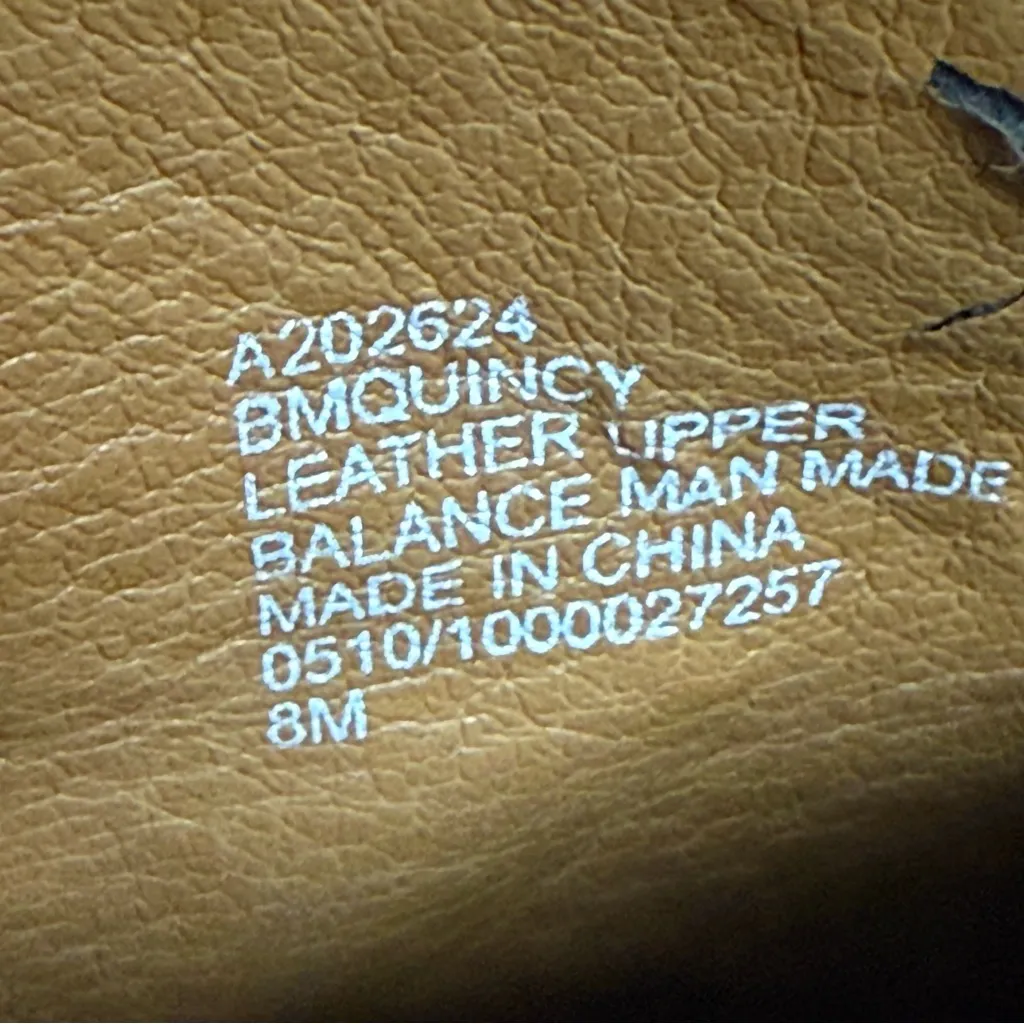 A202624
BMQUINCY
LEATHER UPPER
BALANCE MAN MADE
MADE IN CHINA
0510/1000027257
8M